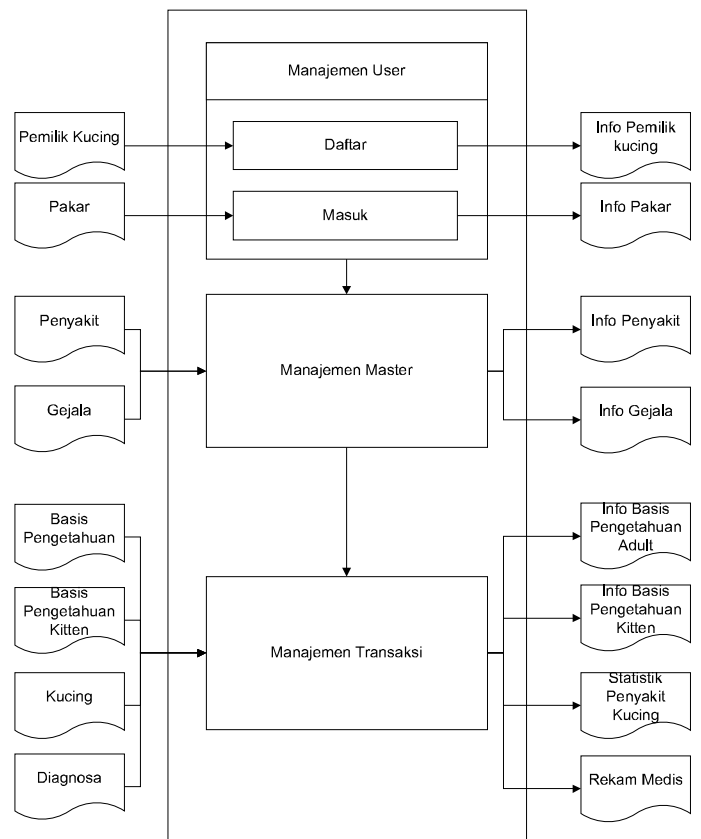 Manajemen User
Pemilik Kucing
Daftar
Info Pemilik
kucing
Pakar
Masuk
Info Pakar
Penyakit
Manajemen Master
Info Penyakit
Gejala
Info Gejala
Basis
Pengetahuan
Info Basis
Pengetahuan
Adult
Basis
Pengetahuan
Kitten
Manajemen Transaksi
Info Basis
Pengetahuan
Kitten
Kucing
Statistik
Penyakit
Kucing
Diagnosa
Rekam Medis